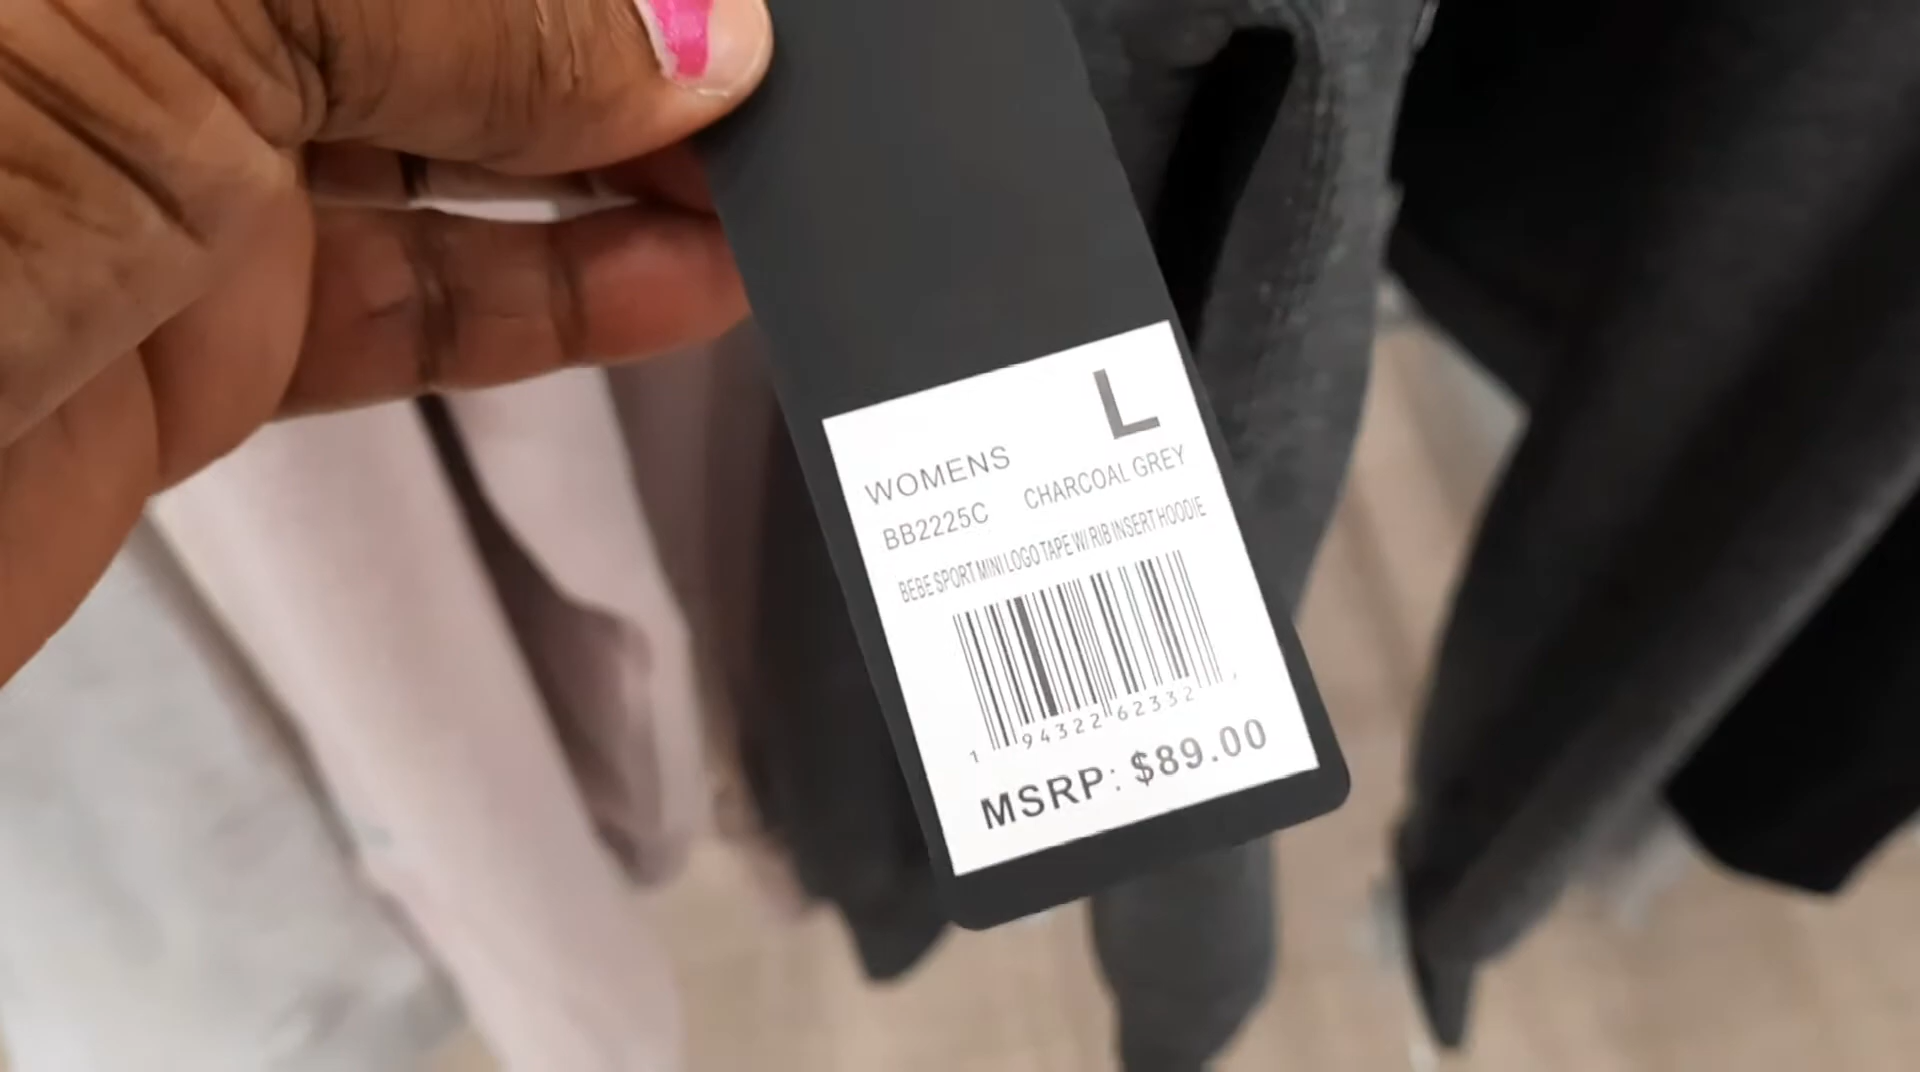 L
WOMENS
BB2225C CHARCOAL GREY
BEBE SPORT MINI LOGO TAPE W/ RIB INSERT HOODIE
1 94322 62332
MSRP: $89.00